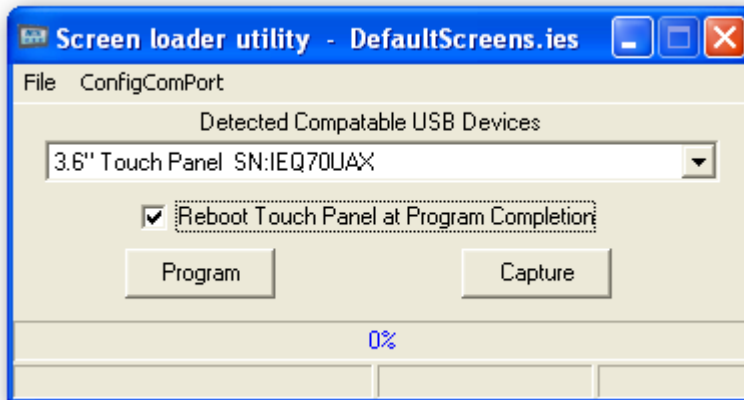 Screen loader utility - DefaultScreens.ies
File ConfigComPort
Detected Compatable USB Devices
3.6" Touch Panel SN:IEQ70UAX
Reboot Touch Panel at Program Completion
Program Capture
0%